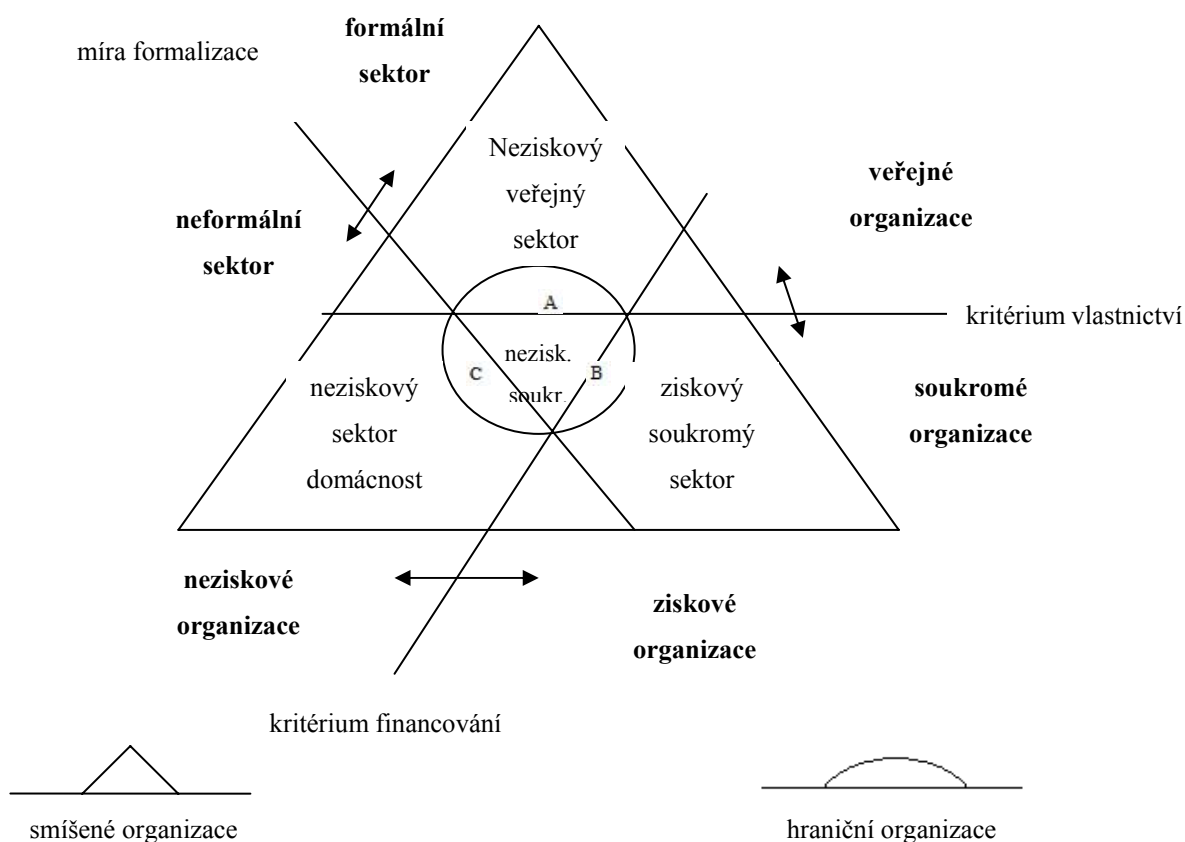 formální
sektor
míra formalizace
Neziskový
veřejný
sektor
veřejné
organizace
neformální
sektor
A
kritérium vlastnictví
nezisk.
soukr.
C
B
neziskový
sektor
domácnost
ziskový
soukromý
sektor
soukromé
organizace
neziskové
organizace
ziskové
organizace
kritérium financování
smíšené organizace
hraniční organizace